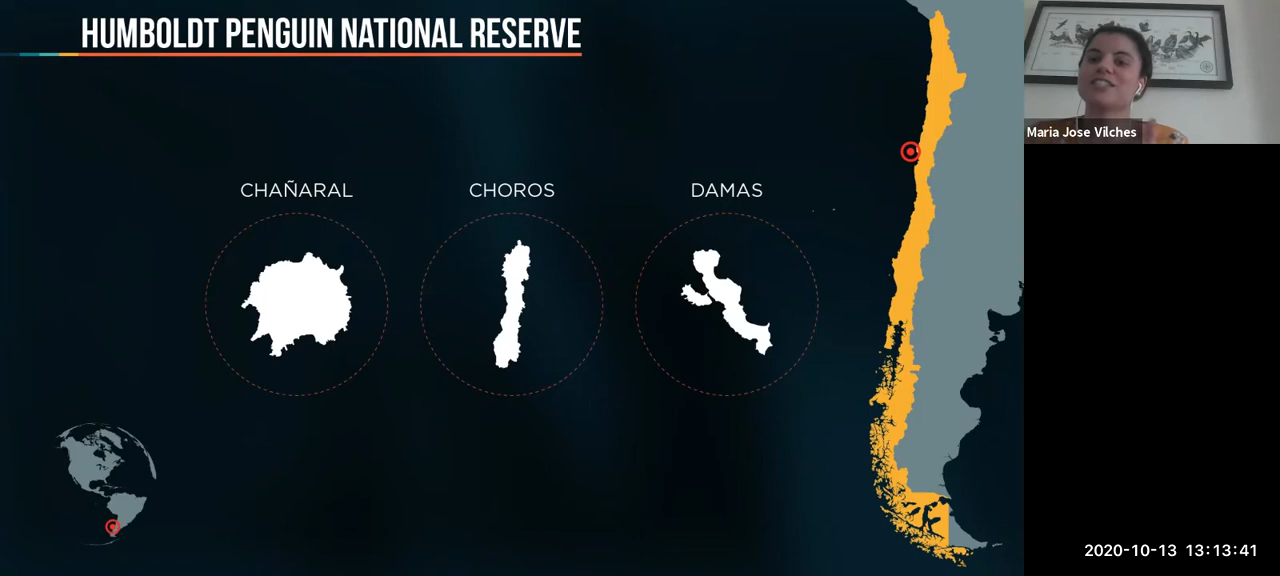 HUMBOLDT PENGUIN NATIONAL RESERVE
CHAÑARAL
CHOROS
DAMAS
Maria Jose Vilches
2020-10-13 13:13:41